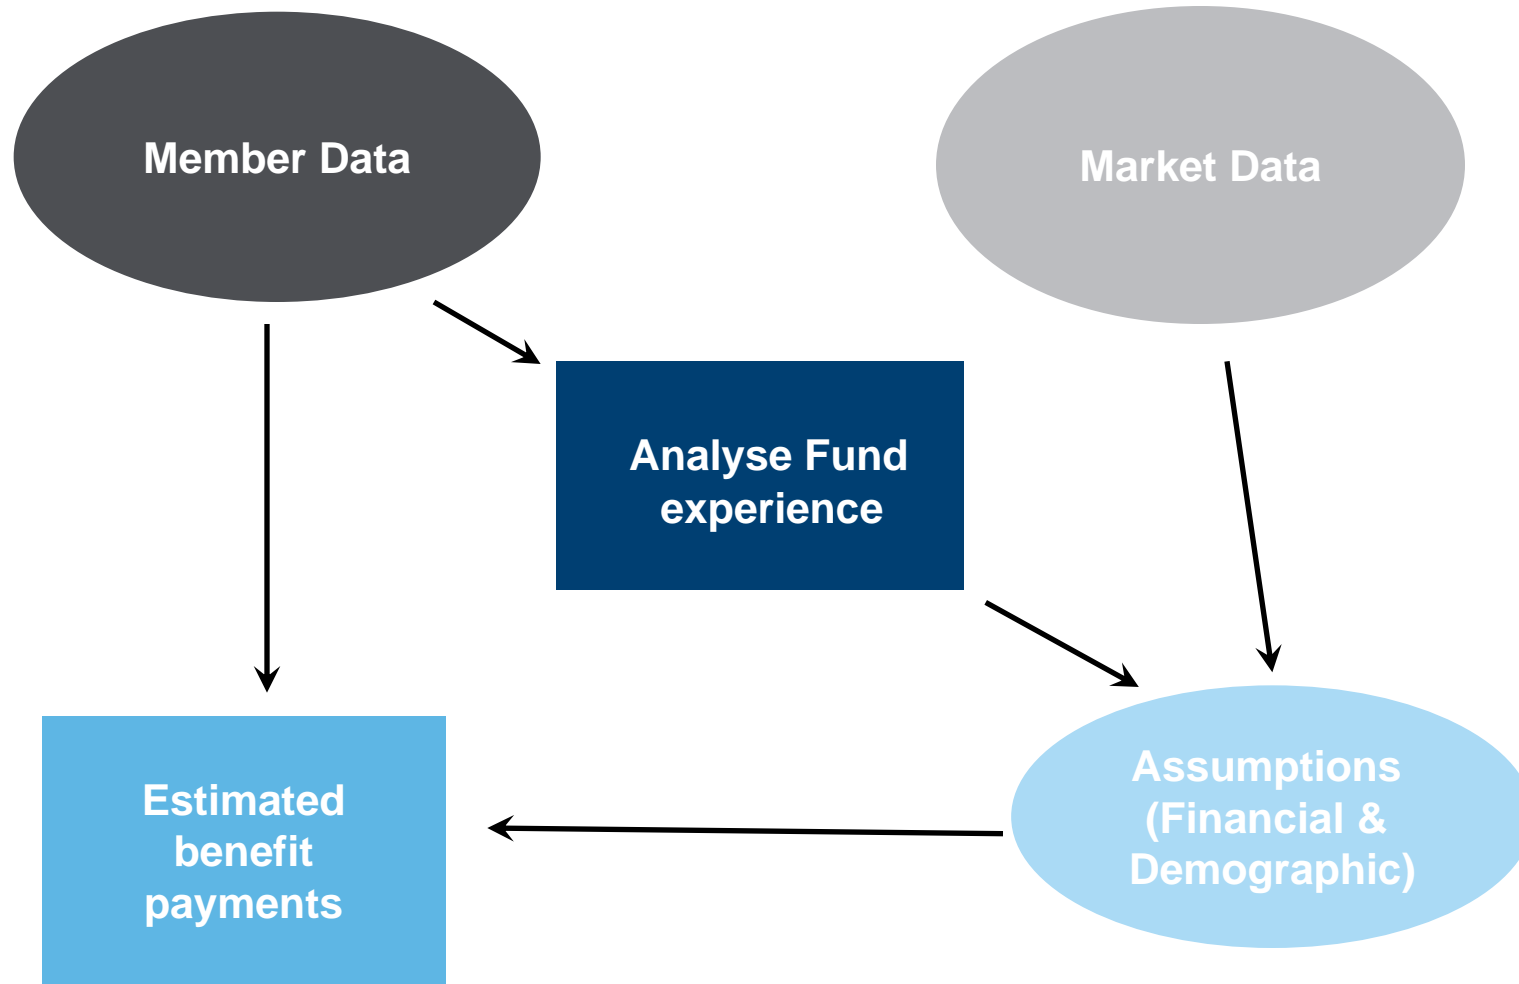 Member Data
Market Data
Analyse Fund
experience
Estimated
benefit
payments
Assumptions
(Financial &
Demographic)